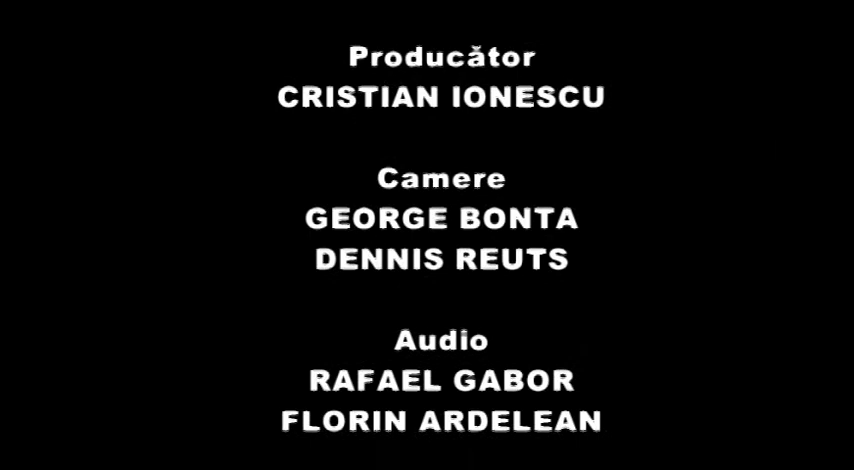 Producător
CRISTIAN IONESCU
Camere
GEORGE BONTA
DENNIS REUTS
Audio
RAFAEL GABOR
FLORIN ARDELEAN